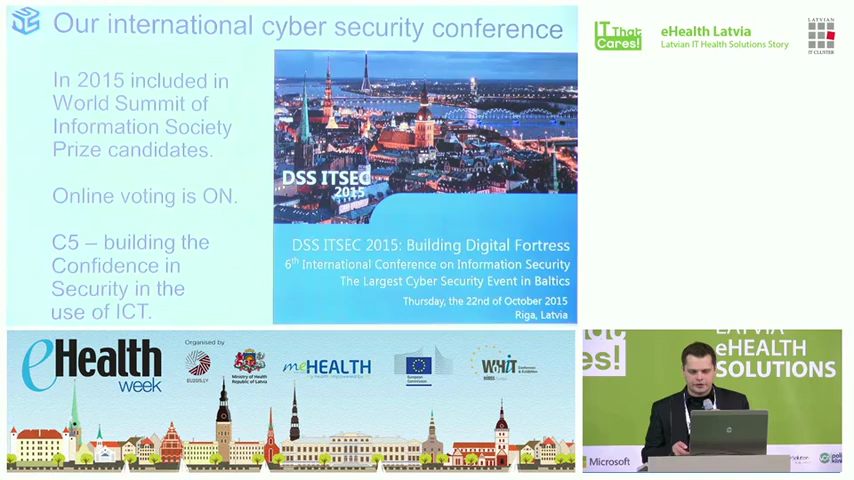 Our international cyber security conference
In 2015 included in
World Summit of
Information Society
Prize candidates.
Online voting is ON.
C5 – building the
Confidence in
Security in the
use of ICT.
DSS ITSEC
2015
DSS ITSEC 2015: Building Digital Fortress
6th International Conference on Information Security
The Largest Cyber Security Event in Baltics
Thursday, the 22nd of October 2015
Riga, Latvia
IT That
Cares!
eHealth Latvia
Latvian IT Health Solutions Story
LATVIAN
IT CLUSTER
eHealth
week
Organised by
Ministry of Health
Republic of Latvia
meHEALTH
European
Commission
WHIT
Conference
& Exhibition
LATVIA
eHEALTH
SOLUTIONS
es!
Microsoft